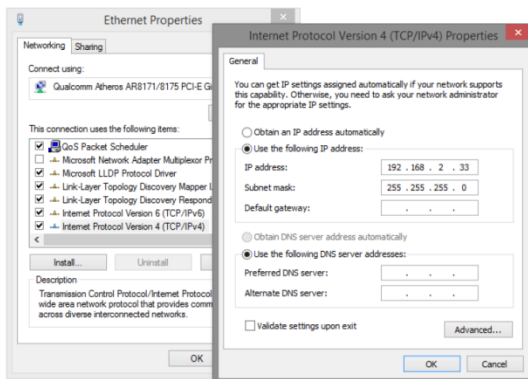 Ethernet Properties
Networking
Sharing
Connect using:
Qualcomm Atheros AR8171/8175 PCI-E
This connection uses the following items:
QoS Packet Scheduler
Microsoft Network Adapter Multiplexor
Microsoft LLDP Protocol Driver
Link-Layer Topology Discovery Mapper
Link-Layer Topology Discovery
Internet Protocol Version 6 (TCP/IPv6)
Internet Protocol Version 4 (TCP/IPv4)
Install...
Uninstall
Description
Transmission Control Protocol/Internet
wide area network protocol that provides
across diverse interconnected networks.
OK
Internet Protocol Version 4 (TCP/IPv4) Properties
General
You can get IP settings assigned automatically if your network supports
this capability. Otherwise, you need to ask your network administrator
for the appropriate IP settings.
Obtain an IP address automatically
Use the following IP address:
IP address: 192 . 168 . 2 . 33
Subnet mask: 255 . 255 . 255 . 0
Default gateway: . . .
Obtain DNS server address automatically
Use the following DNS server addresses:
Preferred DNS server: . . .
Alternate DNS server: . . .
Validate settings upon exit
Advanced...
OK
Cancel